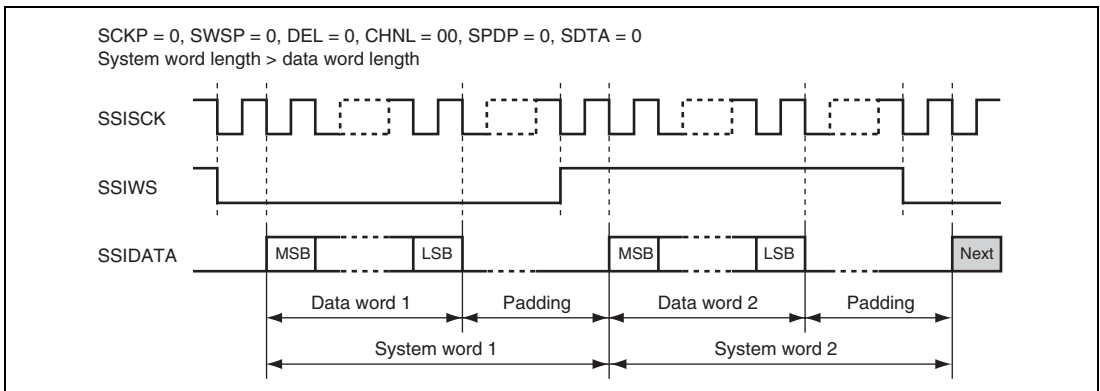 SCKP = 0, SWSP = 0, DEL = 0, CHNL = 00, SPDP = 0, SDTA = 0
System word length > data word length
SSISCK
SSIWS
SSIDATA MSB LSB MSB LSB Next
Data word 1 Padding Data word 2 Padding
System word 1 System word 2